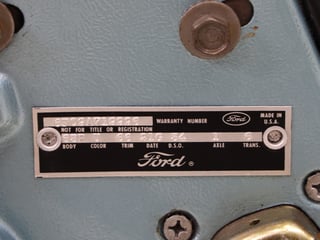 WARRANTY NUMBER Ford MADE IN U.S.A.
NOT FOR TITLE OR REGISTRATION
BODY COLOR TRIM DATE D.S.O. AXLE TRANS.
Ford ®